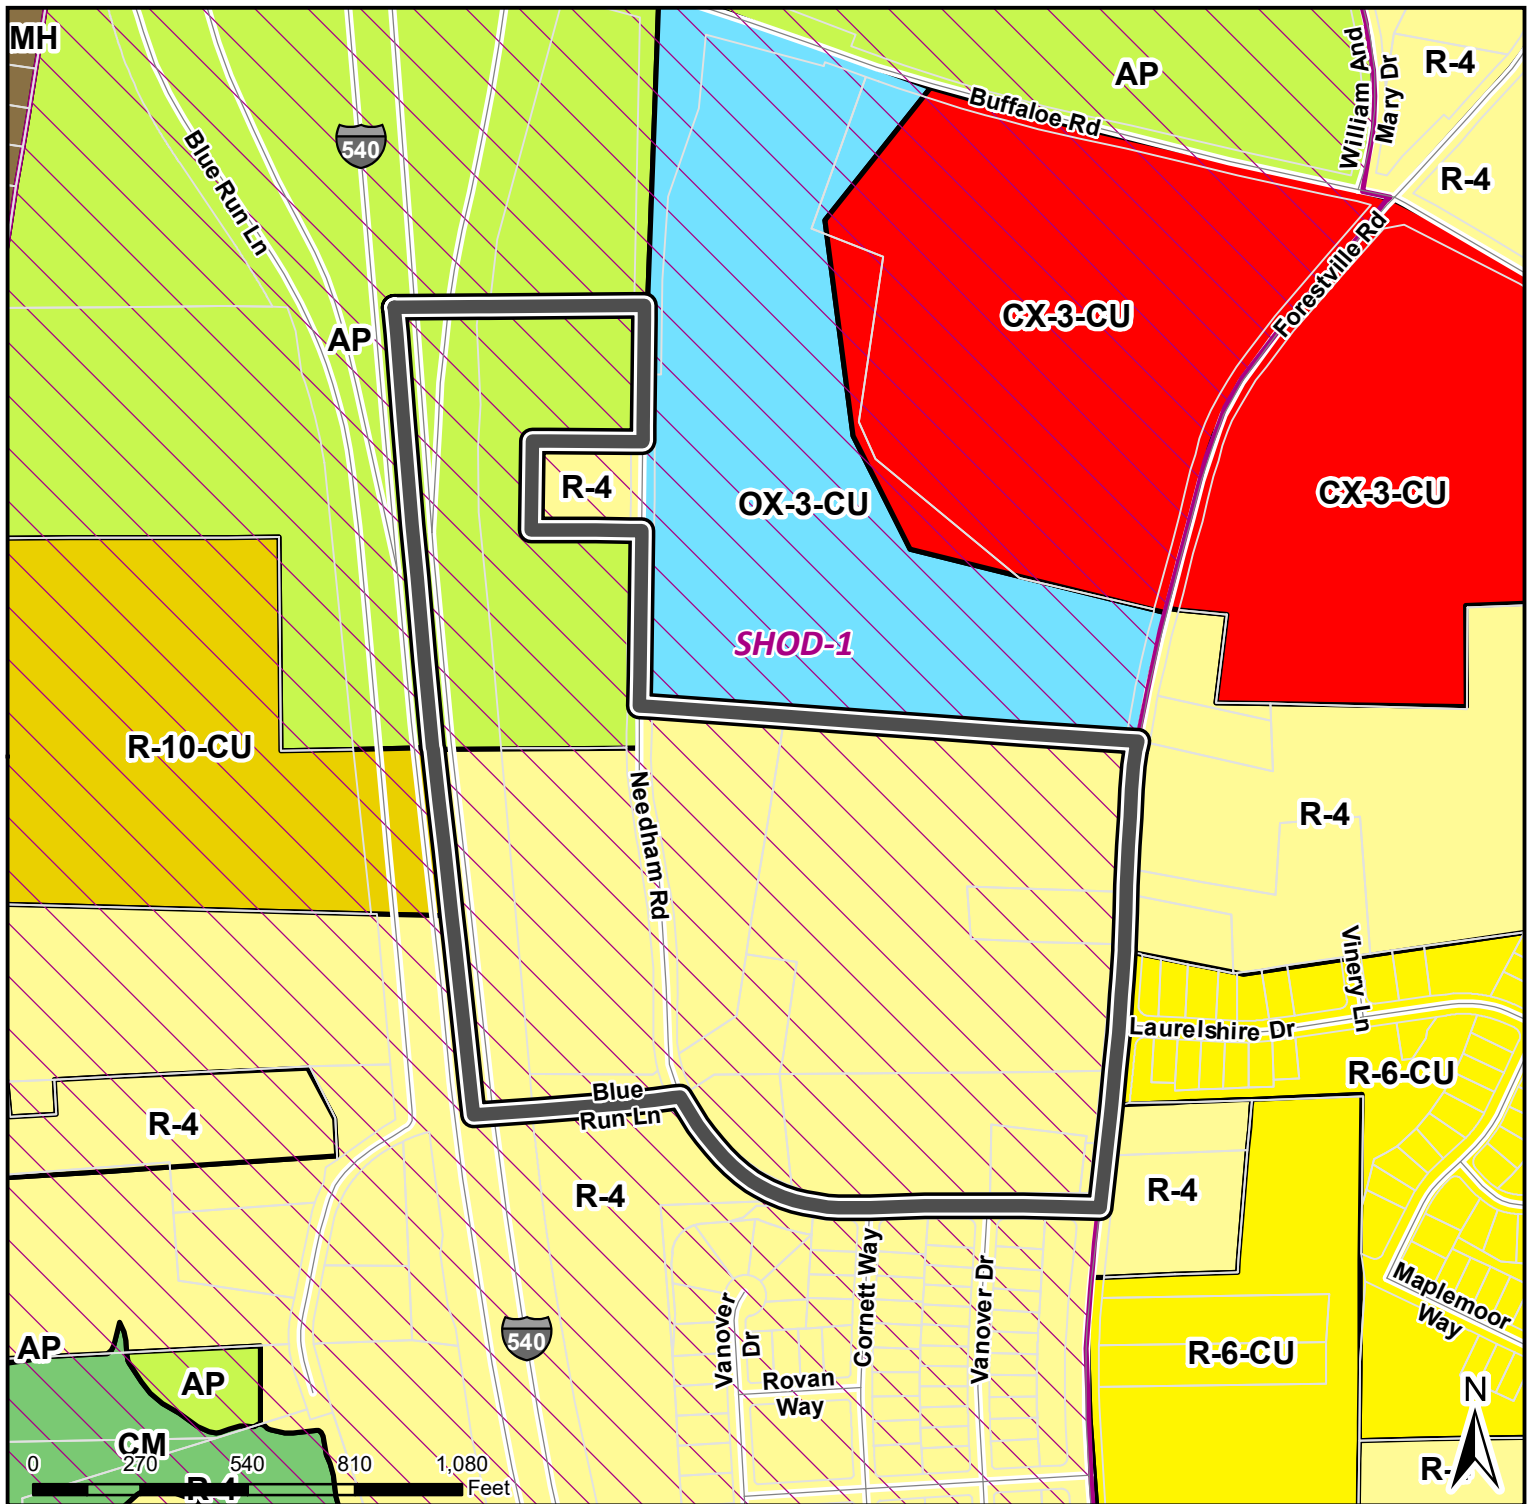 MH
William And
Mary Dr
R-4
AP
Buffaloe Rd
540
Blue Run Ln
R-4
Forestville Rd
CX-3-CU
AP
R-4
OX-3-CU
CX-3-CU
SHOD-1
R-10-CU
Needham Rd
R-4
Vinery Ln
Laurelshire Dr
R-6-CU
Blue
Run Ln
R-4
R-4
R-4
Cornett Way
Vanover Dr
Vanover
Dr
Maplemoor
Way
540
AP
R-6-CU
AP
Rovan
Way
N
CM
0 270 540 810 1,080
Feet
R-4
R-